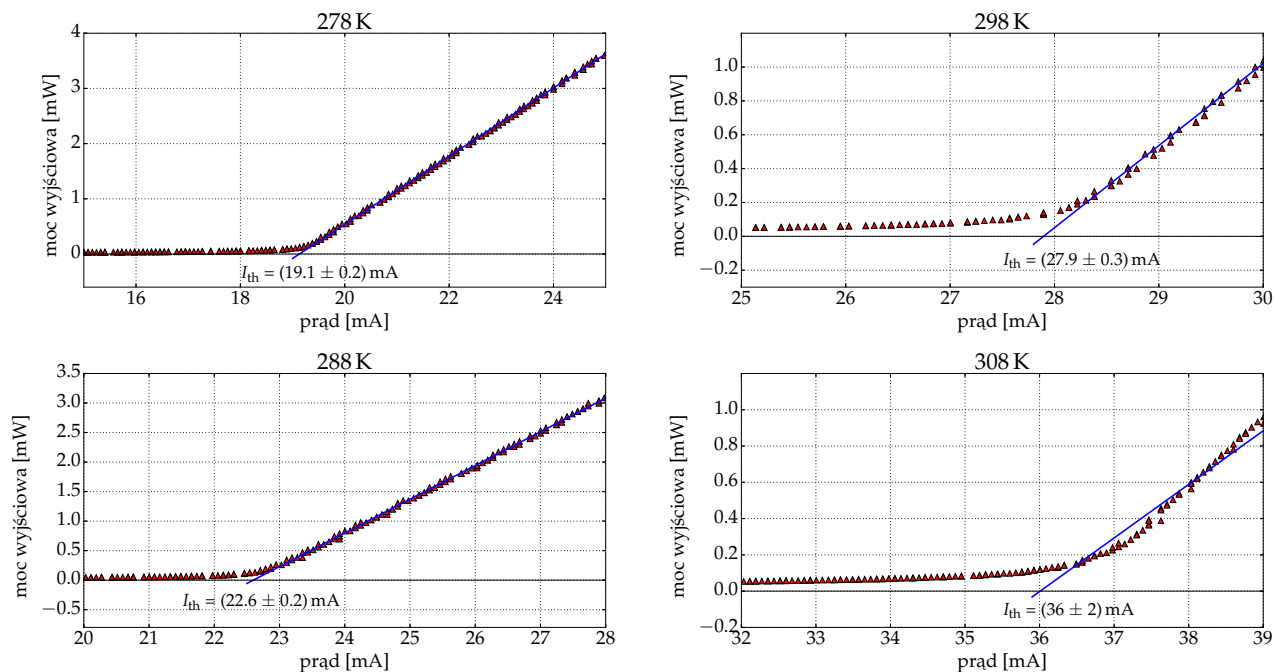 278 K
4
3
2
1
0
moc wyjściowa [mW]
I_th = (19.1 ± 0.2) mA
16 18 20 22 24
prąd [mA]
298 K
1.0
0.8
0.6
0.4
0.2
0.0
−0.2
moc wyjściowa [mW]
I_th = (27.9 ± 0.3) mA
25 26 27 28 29 30
prąd [mA]
288 K
3.5
3.0
2.5
2.0
1.5
1.0
0.5
0.0
−0.5
moc wyjściowa [mW]
I_th = (22.6 ± 0.2) mA
20 21 22 23 24 25 26 27 28
prąd [mA]
308 K
1.0
0.8
0.6
0.4
0.2
0.0
−0.2
moc wyjściowa [mW]
I_th = (36 ± 2) mA
32 33 34 35 36 37 38 39
prąd [mA]